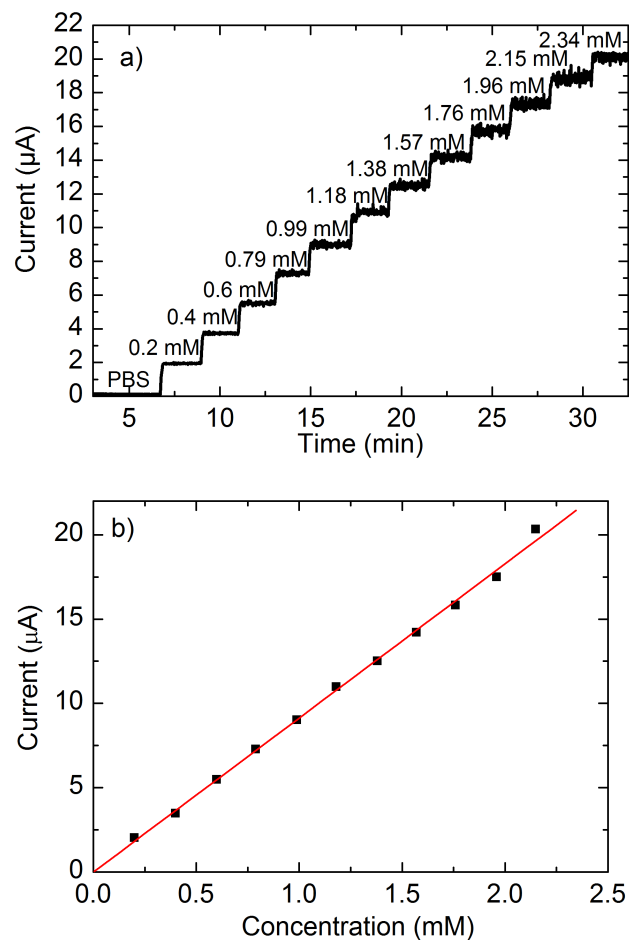 a)
22
20
18
16
14
12
10
8
6
4
2
0
Current (µA)
PBS
0.2 mM
0.4 mM
0.6 mM
0.79 mM
0.99 mM
1.18 mM
1.38 mM
1.57 mM
1.76 mM
1.96 mM
2.15 mM
2.34 mM
5 10 15 20 25 30
Time (min)
b)
20
15
10
5
0
Current (µA)
0.0 0.5 1.0 1.5 2.0 2.5
Concentration (mM)